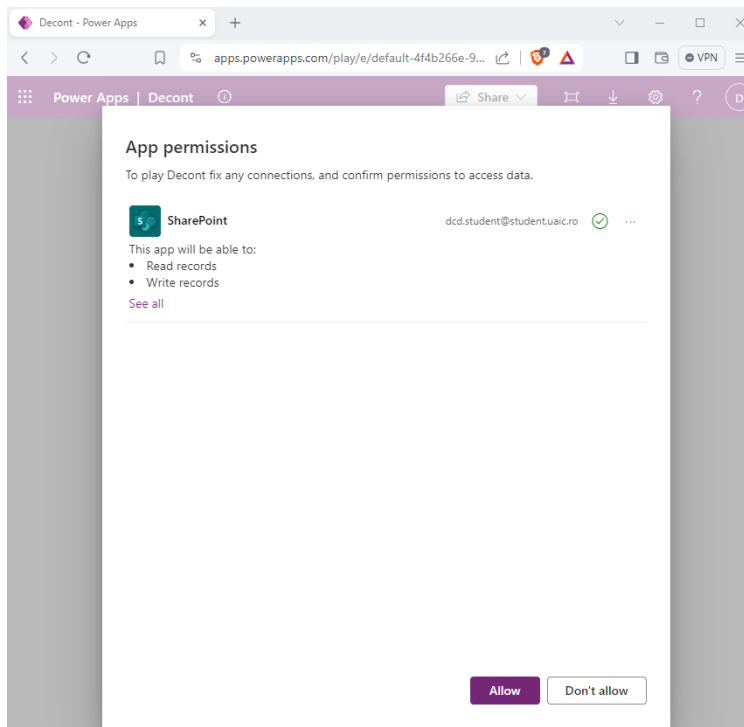 Decont - Power Apps
apps.powerapps.com/play/e/default-4f4b266e-9...
7
VPN
Power Apps | Decont
Share
?
D
App permissions
To play Decont fix any connections, and confirm permissions to access data.
S
SharePoint
dcd.student@student.uaic.ro
...
This app will be able to:
• Read records
• Write records
See all
Allow
Don't allow